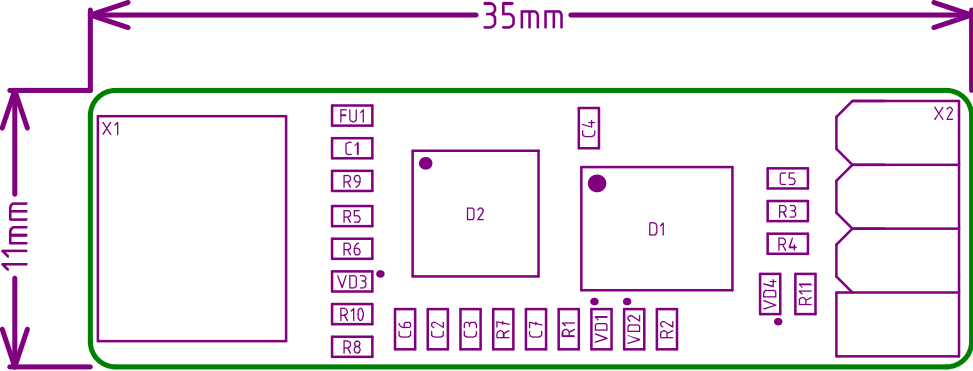 35mm
11mm
X1
FU1
C1
R9
R5
R6
VD3
R10
R8
D2
C4
D1
C6
C2
C3
R7
C7
R1
VD1
VD2
R2
C5
R3
R4
VD4
R11
X2